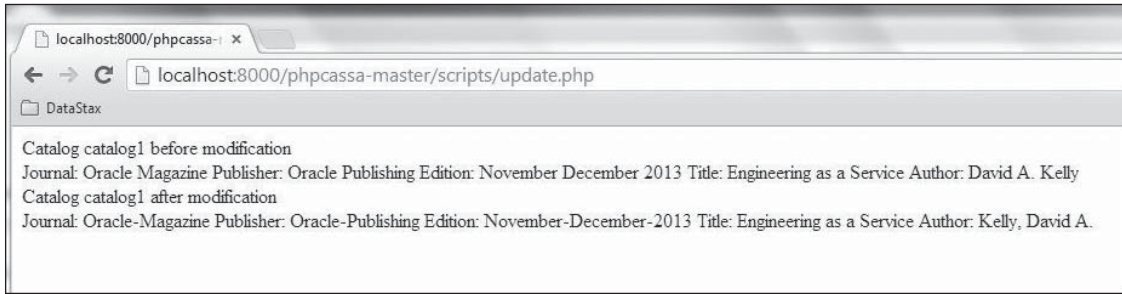 localhost:8000/phpcassa-
localhost:8000/phpcassa-master/scripts/update.php
DataStax
Catalog catalog1 before modification
Journal: Oracle Magazine Publisher: Oracle Publishing Edition: November December 2013 Title: Engineering as a Service Author: David A. Kelly
Catalog catalog1 after modification
Journal: Oracle-Magazine Publisher: Oracle-Publishing Edition: November-December-2013 Title: Engineering as a Service Author: Kelly, David A.